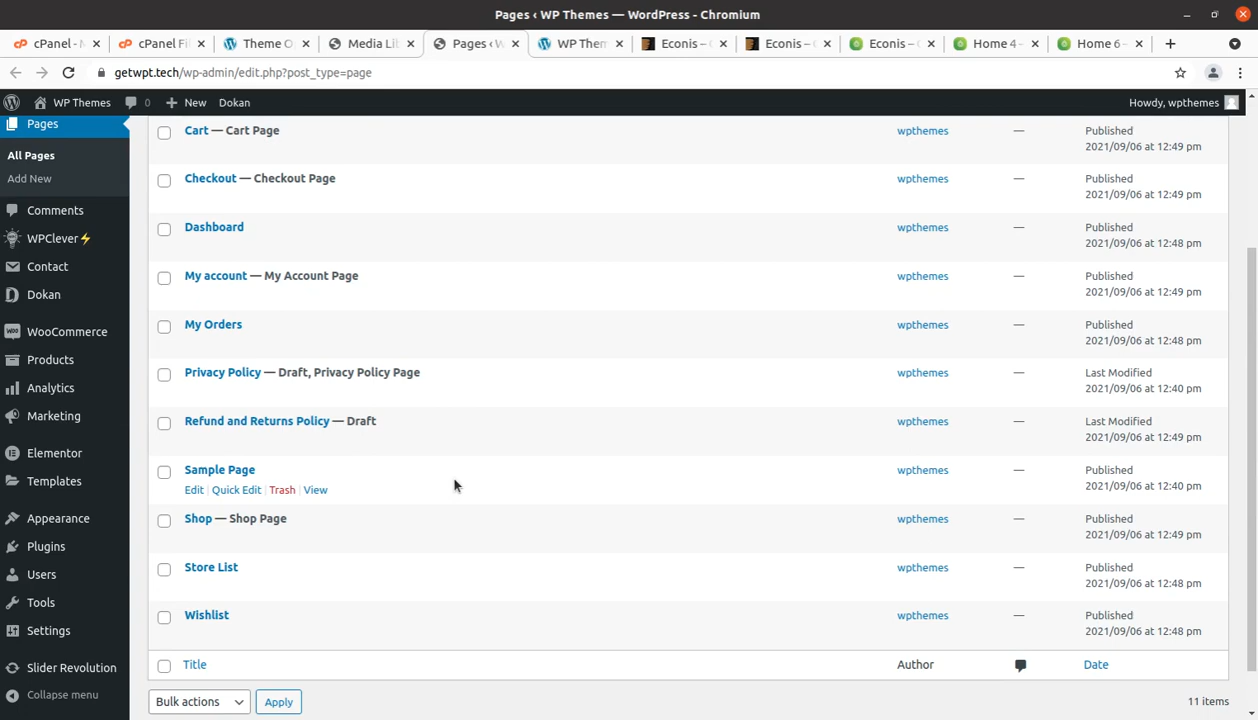 Pages ‹ WP Themes — WordPress - Chromium
cPanel - M
cPanel Fi
Theme O
Media Li
Pages ‹ W
WP Them
Econis –
Econis –
Econis –
Home 4 –
Home 6 –
getwpt.tech/wp-admin/edit.php?post_type=page
WP Themes
0
New
Dokan
Howdy, wpthemes
Pages
All Pages
Add New
Comments
WPClever⚡
Contact
Dokan
WooCommerce
Products
Analytics
Marketing
Elementor
Templates
Appearance
Plugins
Users
Tools
Settings
Slider Revolution
Collapse menu
Cart — Cart Page
wpthemes
—
Published
2021/09/06 at 12:49 pm
Checkout — Checkout Page
wpthemes
—
Published
2021/09/06 at 12:49 pm
Dashboard
wpthemes
—
Published
2021/09/06 at 12:48 pm
My account — My Account Page
wpthemes
—
Published
2021/09/06 at 12:49 pm
My Orders
wpthemes
—
Published
2021/09/06 at 12:48 pm
Privacy Policy — Draft, Privacy Policy Page
wpthemes
—
Last Modified
2021/09/06 at 12:40 pm
Refund and Returns Policy — Draft
wpthemes
—
Last Modified
2021/09/06 at 12:49 pm
Sample Page
Edit | Quick Edit | Trash | View
wpthemes
—
Published
2021/09/06 at 12:40 pm
Shop — Shop Page
wpthemes
—
Published
2021/09/06 at 12:49 pm
Store List
wpthemes
—
Published
2021/09/06 at 12:48 pm
Wishlist
wpthemes
—
Published
2021/09/06 at 12:48 pm
Title
Author
Date
Bulk actions
Apply
11 items